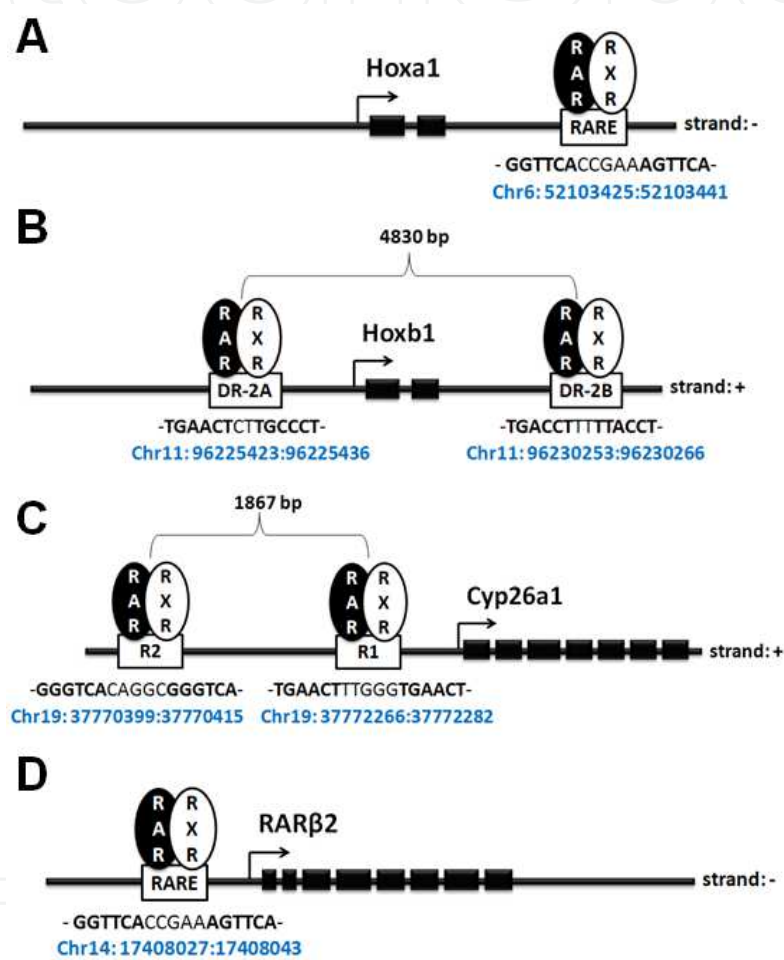 A
Hoxa1
R A R
R X R
RARE
strand: -
- GGTTCACCGAAAGTTCA-
Chr6: 52103425:52103441
B
4830 bp
R A R
R X R
Hoxb1
R A R
R X R
DR-2A
DR-2B
strand: +
-TGAACTCTTGCCCT-
-TGACCTTTTTACCT-
Chr11: 96225423:96225436
Chr11: 96230253:96230266
C
1867 bp
R A R
R X R
R A R
R X R
Cyp26a1
R2
R1
strand: +
-GGGTCACAGGCGGGTCA-
-TGAACTTTGGGTGAACT-
Chr19: 37770399:37770415
Chr19: 37772266:37772282
D
R A R
R X R
RARβ2
RARE
strand: -
- GGTTCACCGAAAGTTCA-
Chr14: 17408027:17408043